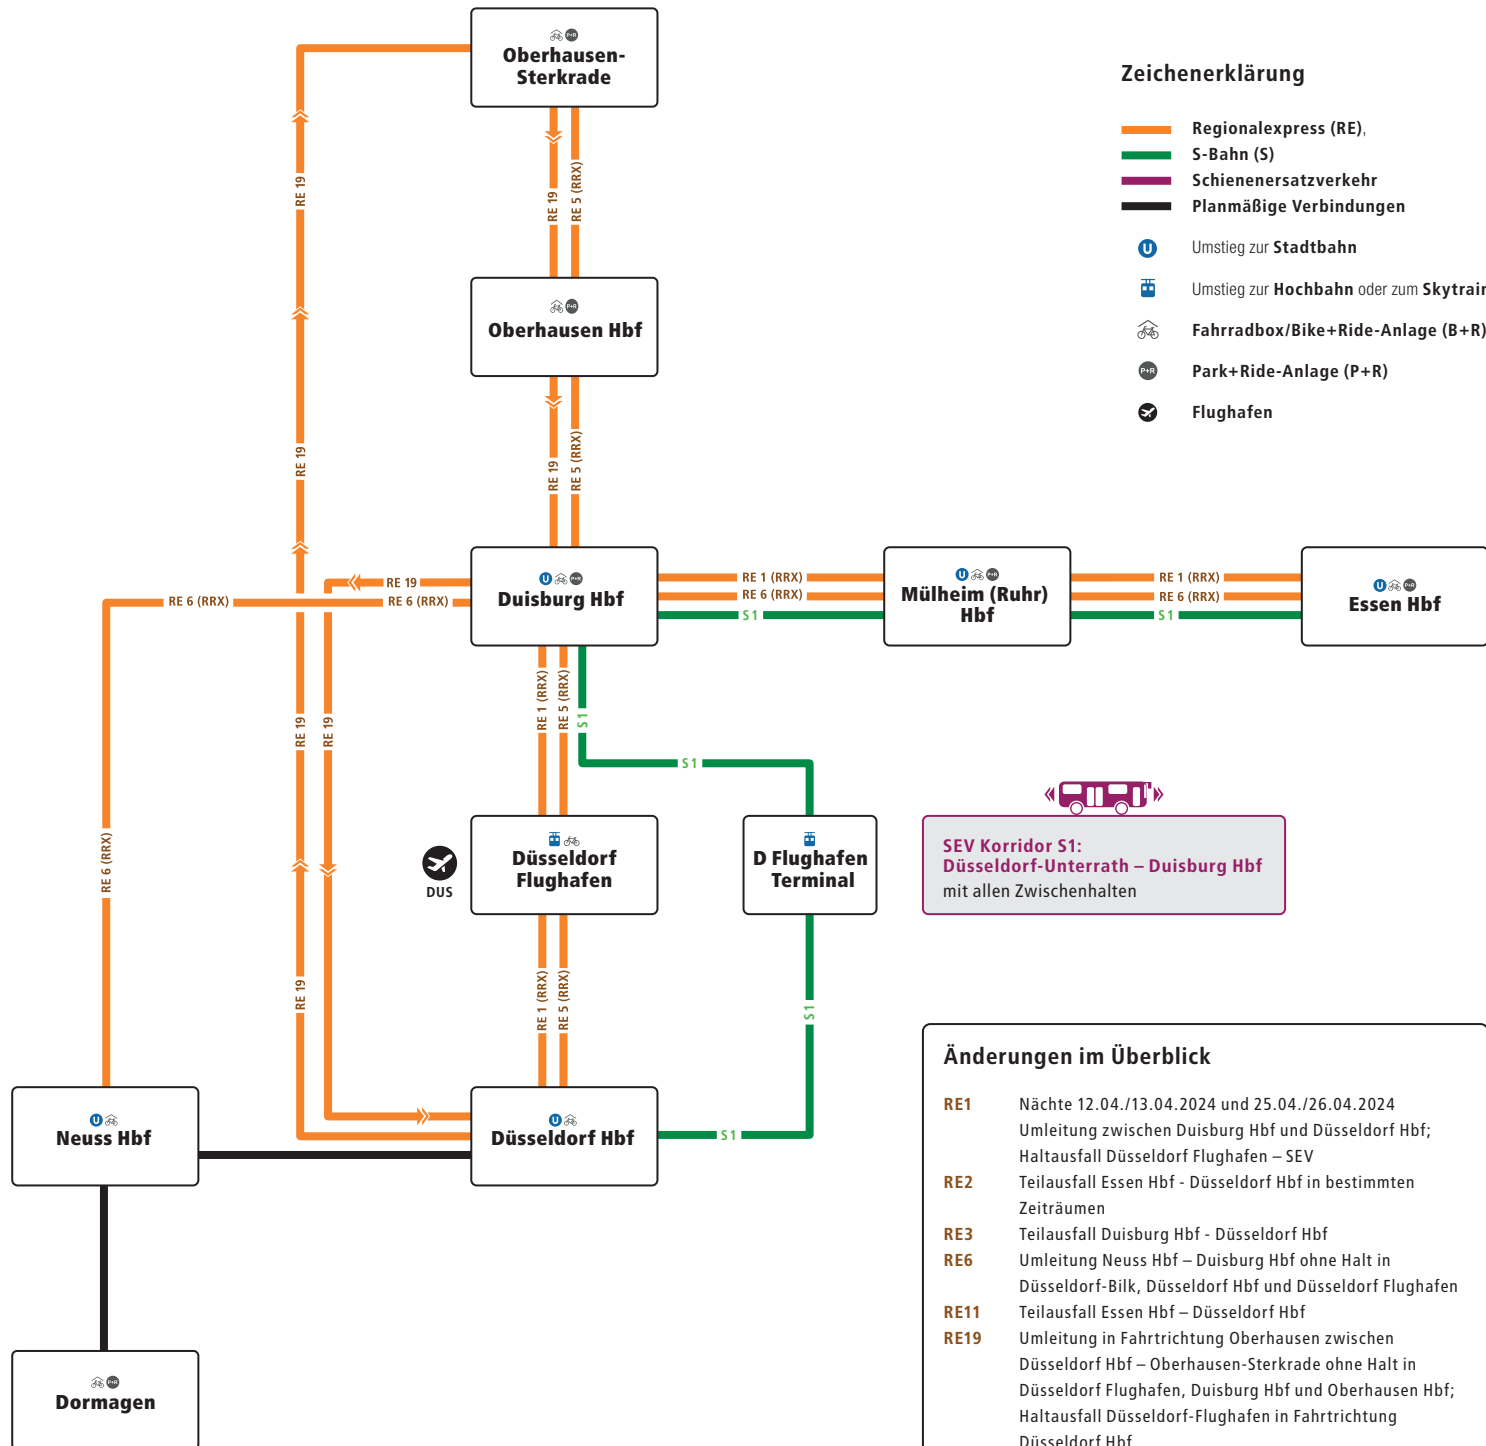 Oberhausen-
Sterkrade
P+R
RE 19
RE 19
RE 5 (RRX)
Oberhausen Hbf
P+R
RE 19
RE 19
RE 5 (RRX)
Zeichenerklärung
Regionalexpress (RE),
S-Bahn (S)
Schienenersatzverkehr
Planmäßige Verbindungen
U
Umstieg zur Stadtbahn
Umstieg zur Hochbahn oder zum Skytrain
Fahrradbox/Bike+Ride-Anlage (B+R)
P+R
Park+Ride-Anlage (P+R)
Flughafen
RE 19
RE 6 (RRX)
RE 6 (RRX)
U P+R
Duisburg Hbf
RE 1 (RRX)
RE 6 (RRX)
S 1
U P+R
Mülheim (Ruhr)
Hbf
RE 1 (RRX)
RE 6 (RRX)
S 1
U P+R
Essen Hbf
RE 19
RE 19
RE 1 (RRX)
RE 5 (RRX)
S 1
S 1
RE 6 (RRX)
DUS
Düsseldorf
Flughafen
D Flughafen
Terminal
SEV Korridor S1:
Düsseldorf-Unterrath – Duisburg Hbf
mit allen Zwischenhalten
RE 19
RE 1 (RRX)
RE 5 (RRX)
S 1
U
Neuss Hbf
U
Düsseldorf Hbf
S 1
P+R
Dormagen
Änderungen im Überblick
RE1 Nächte 12.04./13.04.2024 und 25.04./26.04.2024
Umleitung zwischen Duisburg Hbf und Düsseldorf Hbf;
Haltausfall Düsseldorf Flughafen – SEV
RE2 Teilausfall Essen Hbf - Düsseldorf Hbf in bestimmten
Zeiträumen
RE3 Teilausfall Duisburg Hbf - Düsseldorf Hbf
RE6 Umleitung Neuss Hbf – Duisburg Hbf ohne Halt in
Düsseldorf-Bilk, Düsseldorf Hbf und Düsseldorf Flughafen
RE11 Teilausfall Essen Hbf – Düsseldorf Hbf
RE19 Umleitung in Fahrtrichtung Oberhausen zwischen
Düsseldorf Hbf – Oberhausen-Sterkrade ohne Halt in
Düsseldorf Flughafen, Duisburg Hbf und Oberhausen Hbf;
Haltausfall Düsseldorf-Flughafen in Fahrtrichtung
Düsseldorf Hbf